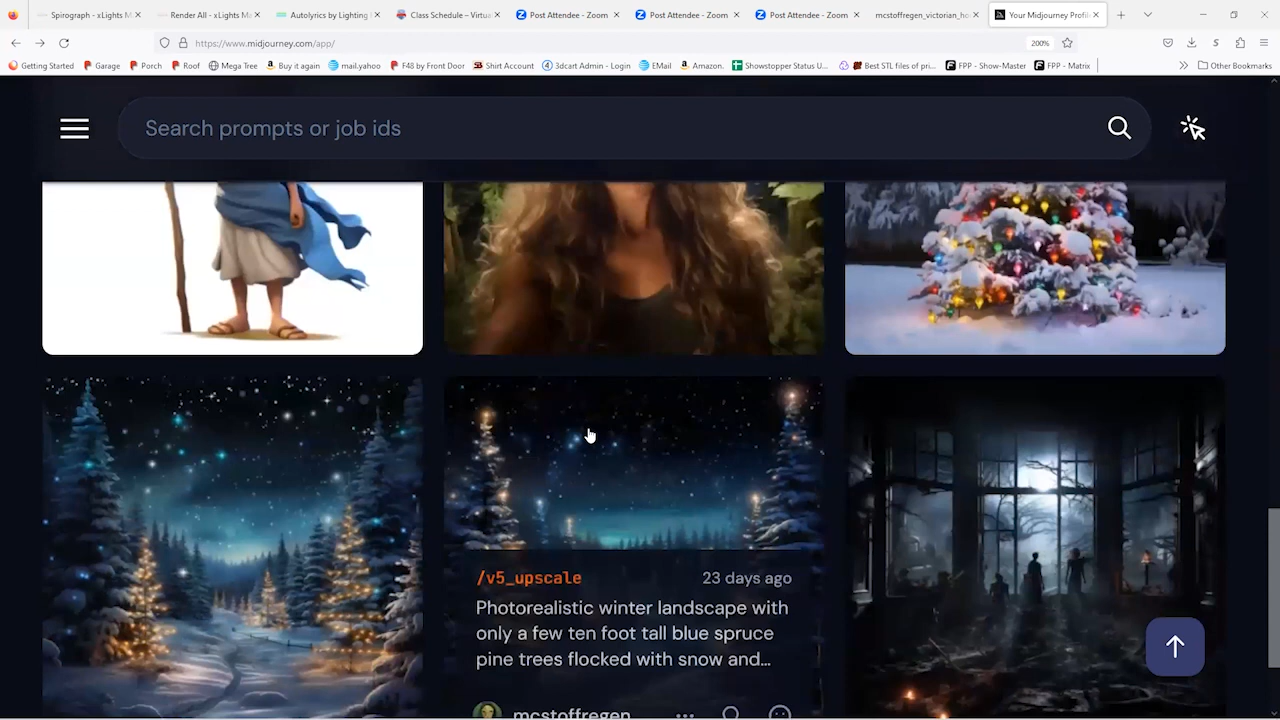 Spirograph - xLights M
Render All - xLights M
Autolyrics by Lighting
Class Schedule – Virtua
Post Attendee - Zoom
Post Attendee - Zoom
Post Attendee - Zoom
mcstoffregen_victorian_ho
Your Midjourney Profil
https://www.midjourney.com/app/
200%
Getting Started
Garage
Porch
Roof
Mega Tree
Buy it again
mail.yahoo
F48 by Front Door
Shirt Account
3dcart Admin - Login
EMail
Amazon.
Showstopper Status U...
Best STL files of pri...
FPP - Show-Master
FPP - Matrix
Other Bookmarks
Search prompts or job ids
/v5_upscale
23 days ago
Photorealistic winter landscape with
only a few ten foot tall blue spruce
pine trees flocked with snow and...
mcstoffregen